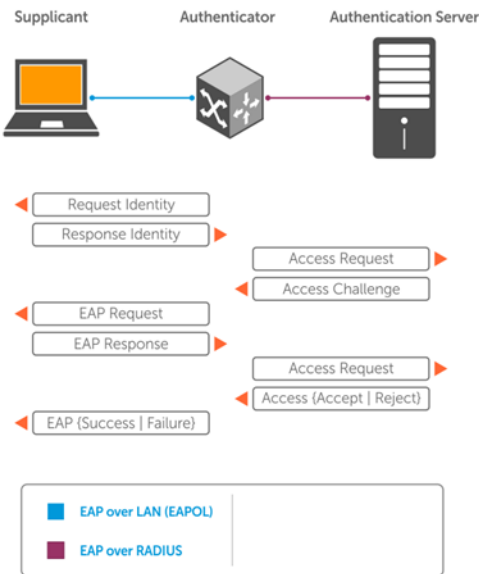 Supplicant
Authenticator
Authentication Server
Request Identity
Response Identity
Access Request
Access Challenge
EAP Request
EAP Response
Access Request
Access {Accept | Reject}
EAP {Success | Failure}
EAP over LAN (EAPOL)
EAP over RADIUS